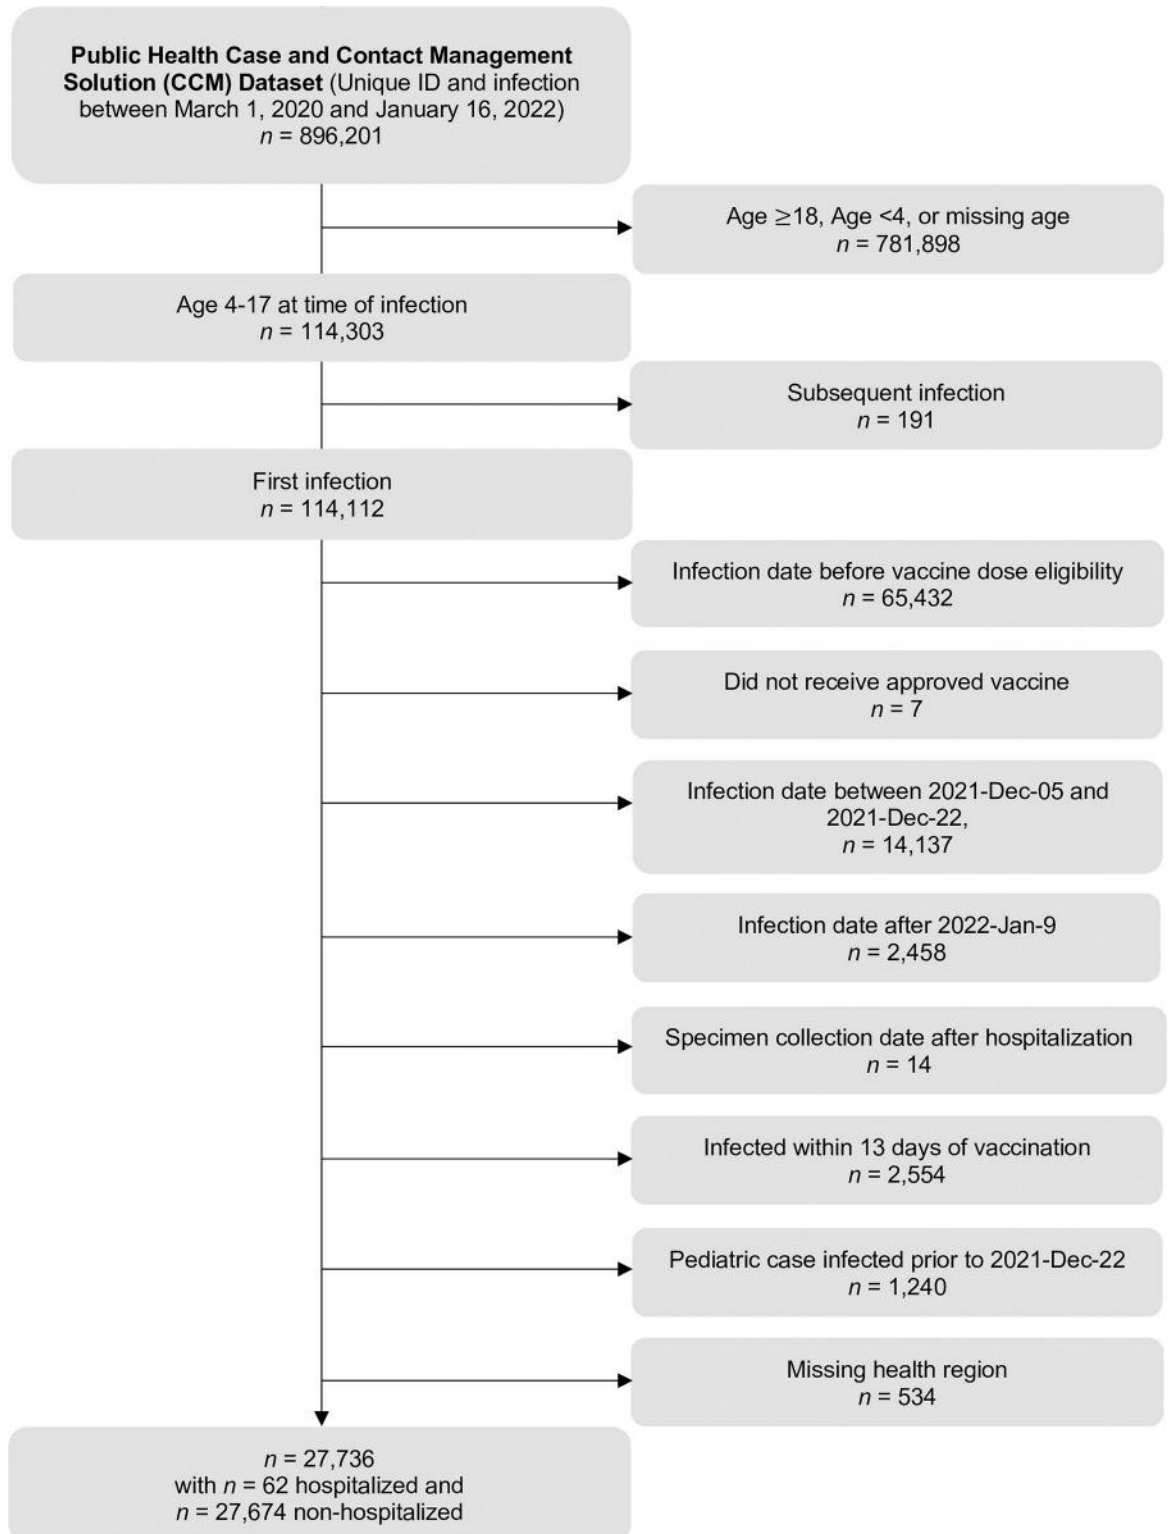 Public Health Case and Contact Management
Solution (CCM) Dataset (Unique ID and infection
between March 1, 2020 and January 16, 2022)
n = 896,201
Age ≥18, Age <4, or missing age
n = 781,898
Age 4-17 at time of infection
n = 114,303
Subsequent infection
n = 191
First infection
n = 114,112
Infection date before vaccine dose eligibility
n = 65,432
Did not receive approved vaccine
n = 7
Infection date between 2021-Dec-05 and
2021-Dec-22,
n = 14,137
Infection date after 2022-Jan-9
n = 2,458
Specimen collection date after hospitalization
n = 14
Infected within 13 days of vaccination
n = 2,554
Pediatric case infected prior to 2021-Dec-22
n = 1,240
Missing health region
n = 534
n = 27,736
with n = 62 hospitalized and
n = 27,674 non-hospitalized